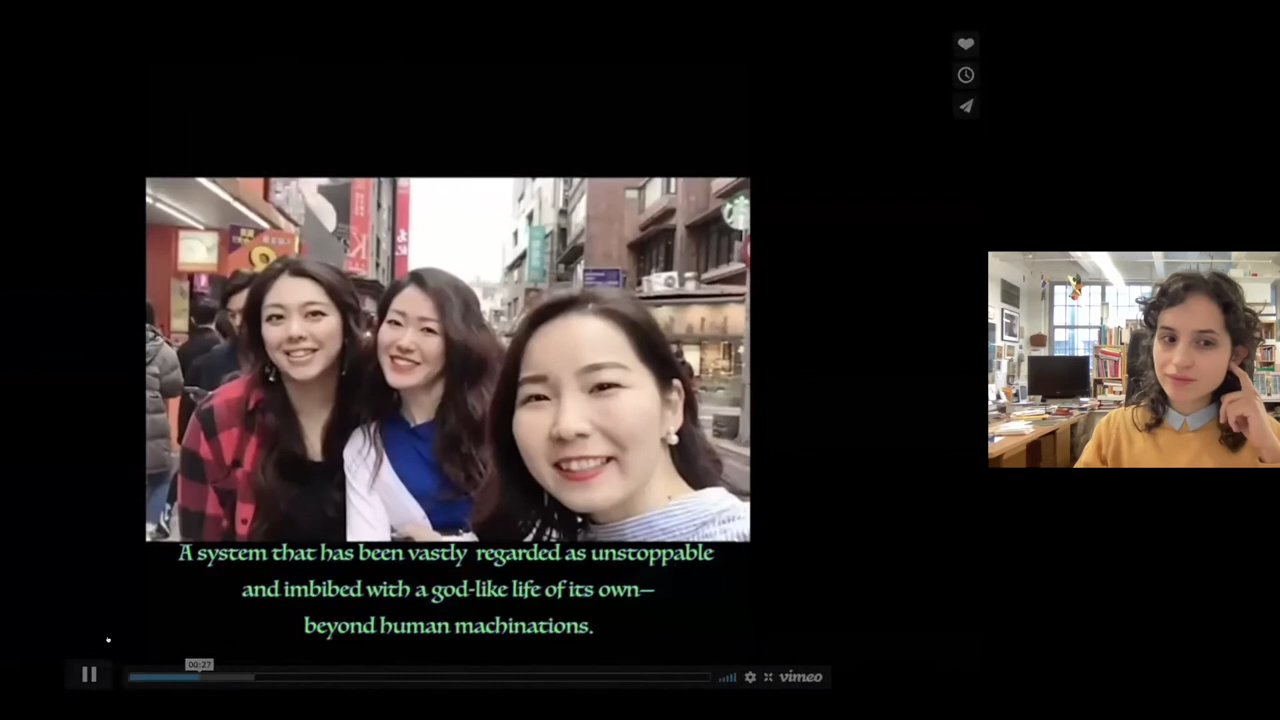 A system that has been vastly regarded as unstoppable
and imbibed with a god-like life of its own—
beyond human machinations.
00:27
vimeo